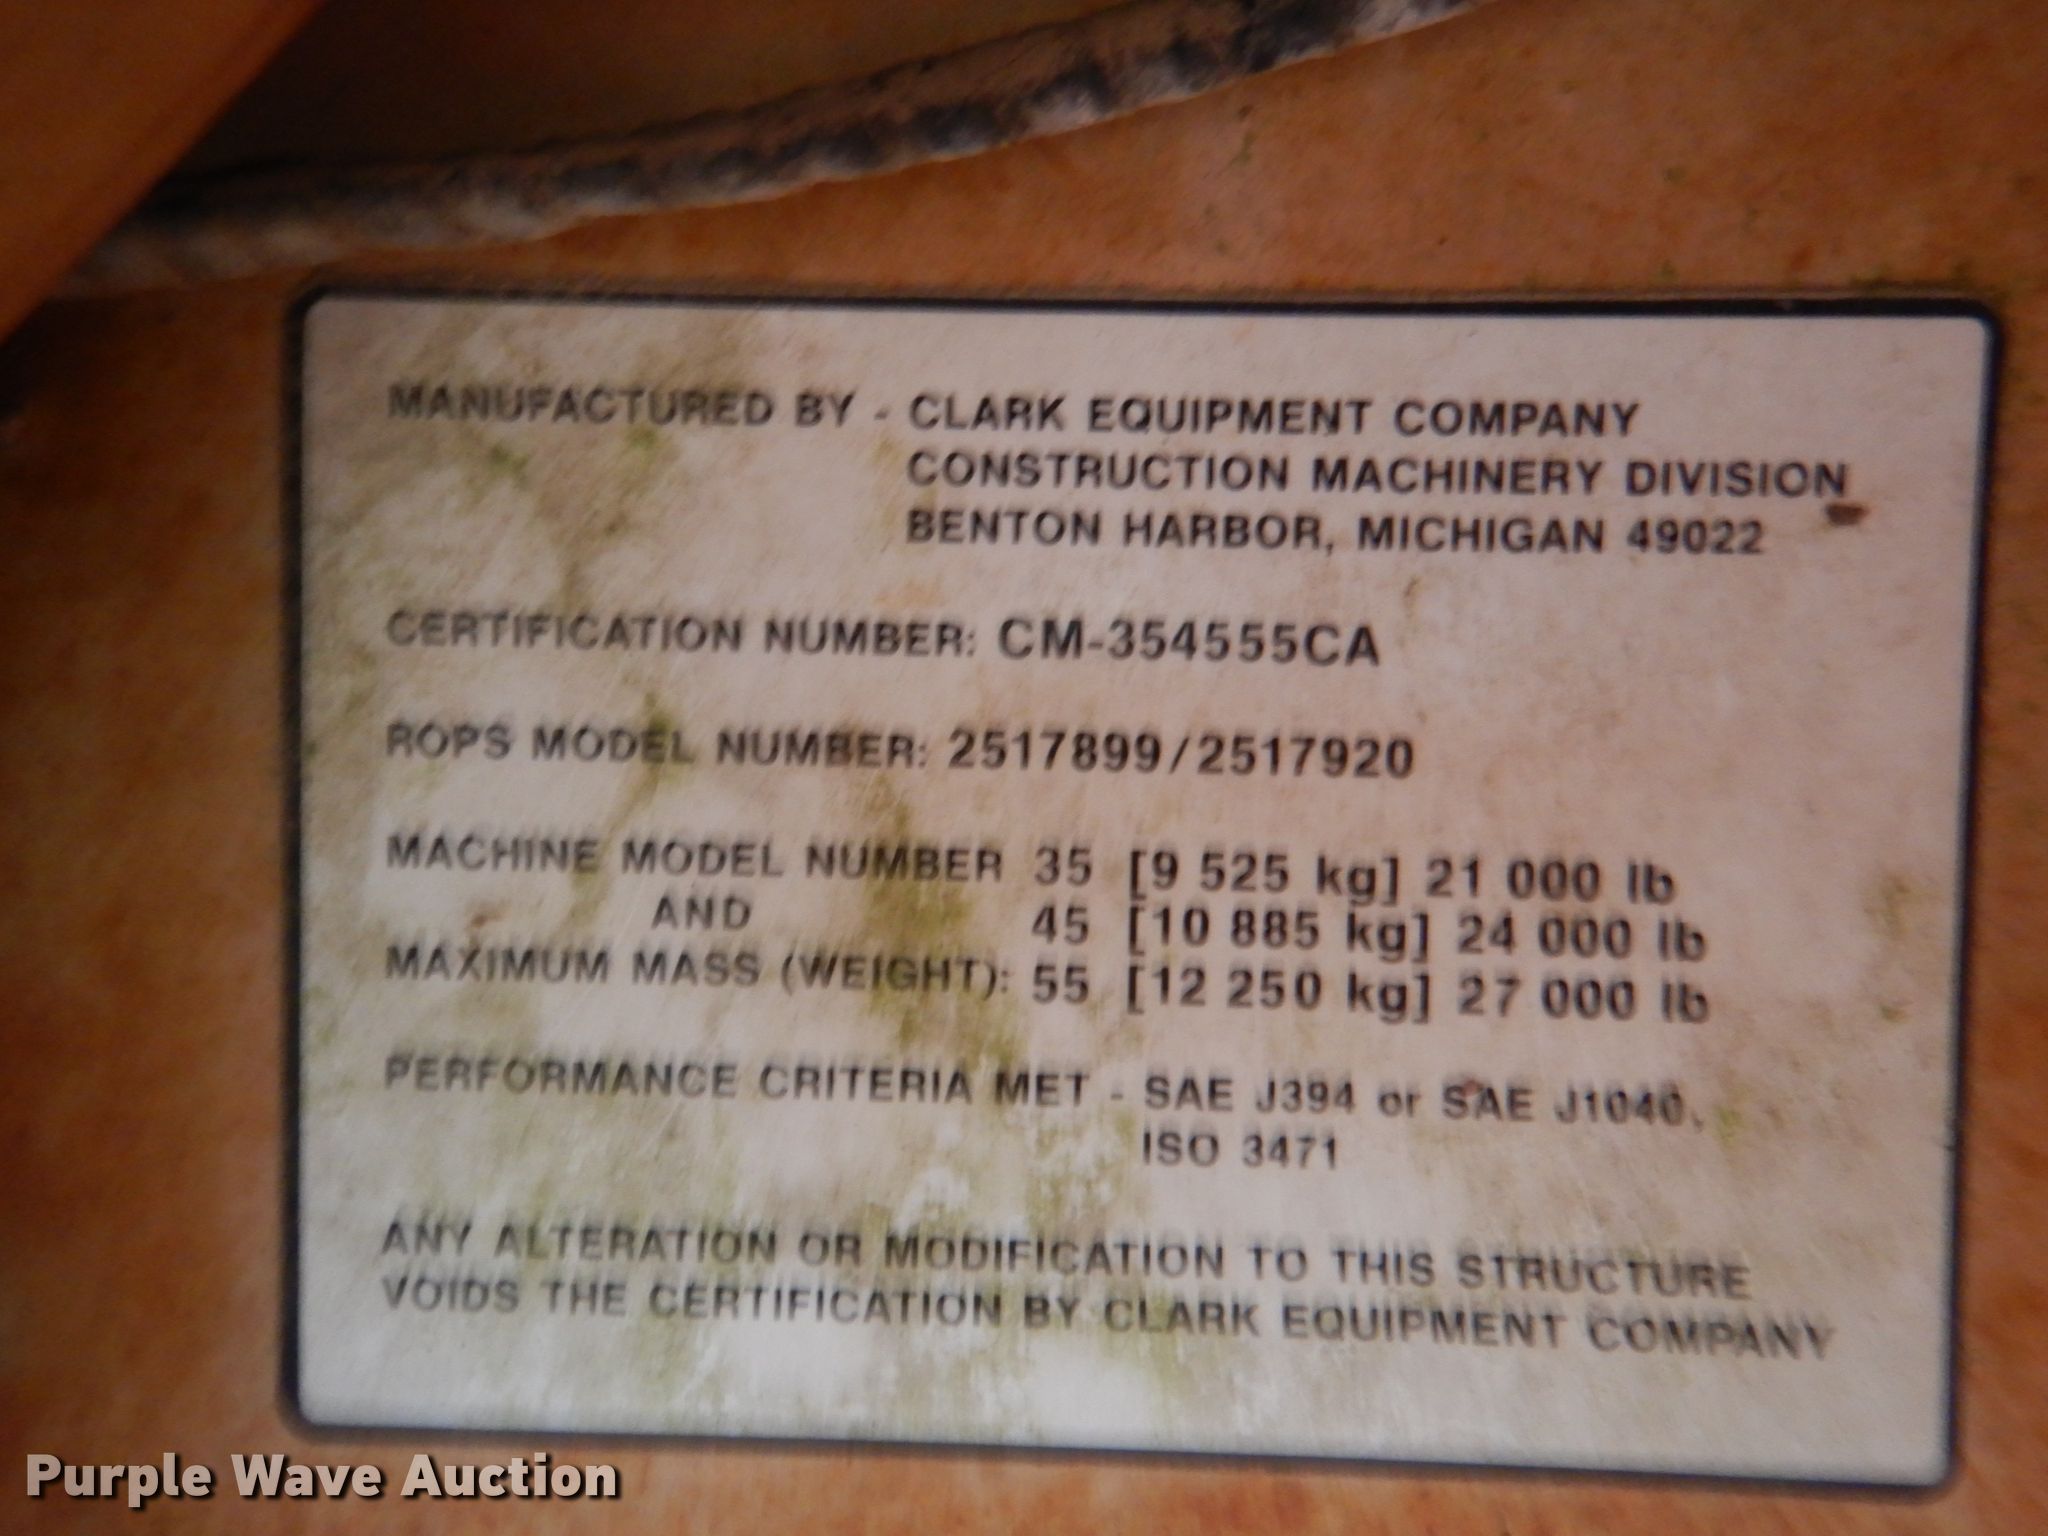 MANUFACTURED BY - CLARK EQUIPMENT COMPANY
CONSTRUCTION MACHINERY DIVISION
BENTON HARBOR, MICHIGAN 49022
CERTIFICATION NUMBER: CM-354555CA
ROPS MODEL NUMBER: 2517899/2517920
MACHINE MODEL NUMBER 35 [9 525 kg] 21 000 lb
AND 45 [10 885 kg] 24 000 lb
MAXIMUM MASS (WEIGHT): 55 [12 250 kg] 27 000 lb
PERFORMANCE CRITERIA MET - SAE J394 or SAE J1040,
ISO 3471
ANY ALTERATION OR MODIFICATION TO THIS STRUCTURE
VOIDS THE CERTIFICATION BY CLARK EQUIPMENT COMPANY
Purple Wave Auction